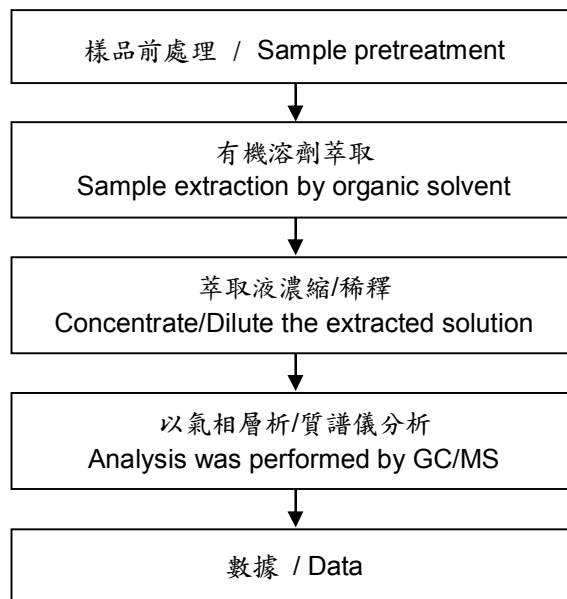 樣品前處理 / Sample pretreatment
有機溶劑萃取
Sample extraction by organic solvent
萃取液濃縮/稀釋
Concentrate/Dilute the extracted solution
以氣相層析/質譜儀分析
Analysis was performed by GC/MS
數據 / Data